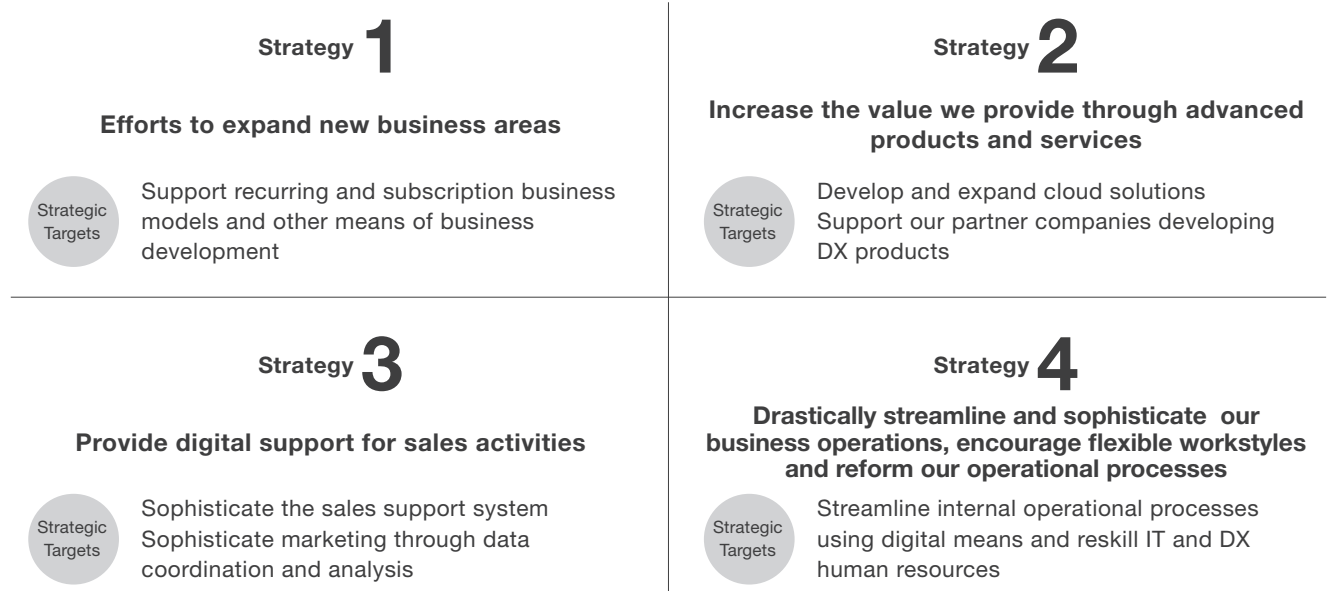 Strategy 1
Efforts to expand new business areas
Strategic
Targets
Support recurring and subscription business
models and other means of business
development
Strategy 2
Increase the value we provide through advanced
products and services
Strategic
Targets
Develop and expand cloud solutions
Support our partner companies developing
DX products
Strategy 3
Provide digital support for sales activities
Strategic
Targets
Sophisticate the sales support system
Sophisticate marketing through data
coordination and analysis
Strategy 4
Drastically streamline and sophisticate our
business operations, encourage flexible workstyles
and reform our operational processes
Strategic
Targets
Streamline internal operational processes
using digital means and reskill IT and DX
human resources